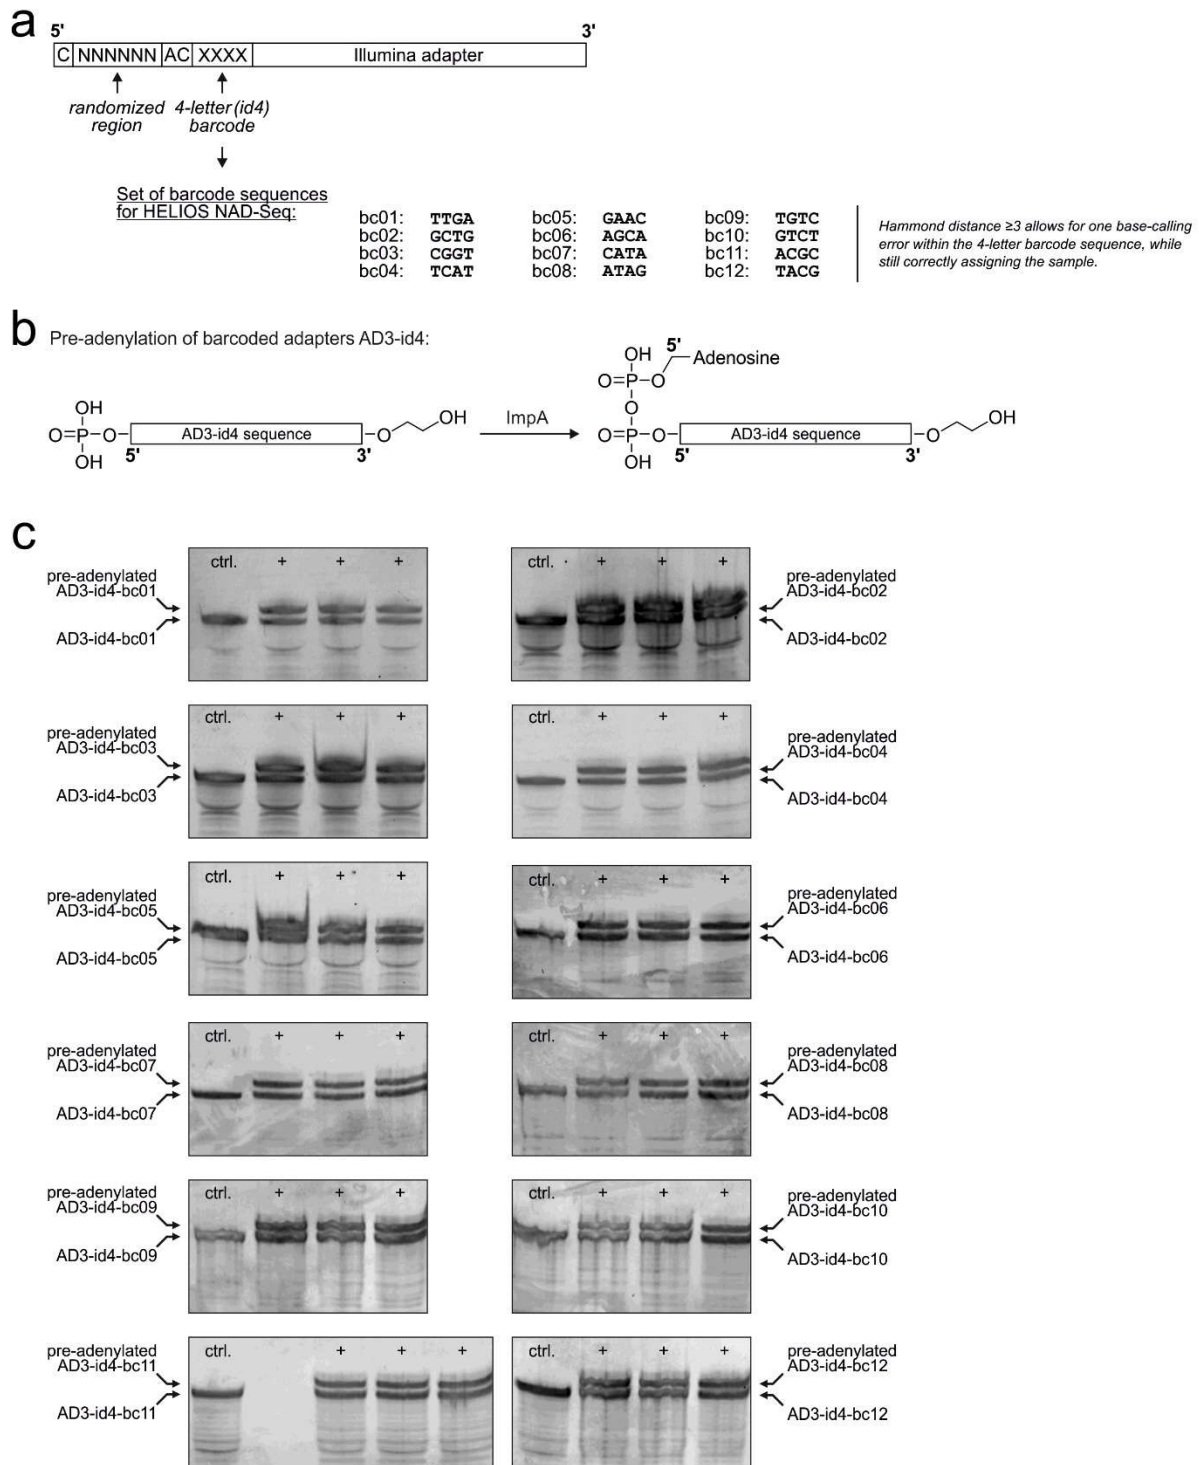 a
5' 3'
C NNNNNN AC XXXX Illumina adapter
randomized region
4-letter (id4) barcode
Set of barcode sequences
for HELIOS NAD-Seq:
bc01: TTGA bc05: GAAC bc09: TGTC
bc02: GCTG bc06: AGCA bc10: GTCT
bc03: CGGT bc07: CATA bc11: ACGC
bc04: TCAT bc08: ATAG bc12: TACG
Hammond distance ≥3 allows for one base-calling
error within the 4-letter barcode sequence, while
still correctly assigning the sample.
b
Pre-adenylation of barcoded adapters AD3-id4:
OH
O=P–O–
OH
5'
AD3-id4 sequence
3'
–O
OH
ImpA
OH
5'
O=P–O
Adenosine
O
O=P–O–
OH
5'
AD3-id4 sequence
3'
–O
OH
c
pre-adenylated
AD3-id4-bc01
AD3-id4-bc01
ctrl. + + +
ctrl. + + +
pre-adenylated
AD3-id4-bc02
AD3-id4-bc02
pre-adenylated
AD3-id4-bc03
AD3-id4-bc03
ctrl. + + +
ctrl. + + +
pre-adenylated
AD3-id4-bc04
AD3-id4-bc04
pre-adenylated
AD3-id4-bc05
AD3-id4-bc05
ctrl. + + +
ctrl. + + +
pre-adenylated
AD3-id4-bc06
AD3-id4-bc06
pre-adenylated
AD3-id4-bc07
AD3-id4-bc07
ctrl. + + +
ctrl. + + +
pre-adenylated
AD3-id4-bc08
AD3-id4-bc08
pre-adenylated
AD3-id4-bc09
AD3-id4-bc09
ctrl. + + +
ctrl. + + +
pre-adenylated
AD3-id4-bc10
AD3-id4-bc10
pre-adenylated
AD3-id4-bc11
AD3-id4-bc11
ctrl. + + +
ctrl. + + +
pre-adenylated
AD3-id4-bc12
AD3-id4-bc12